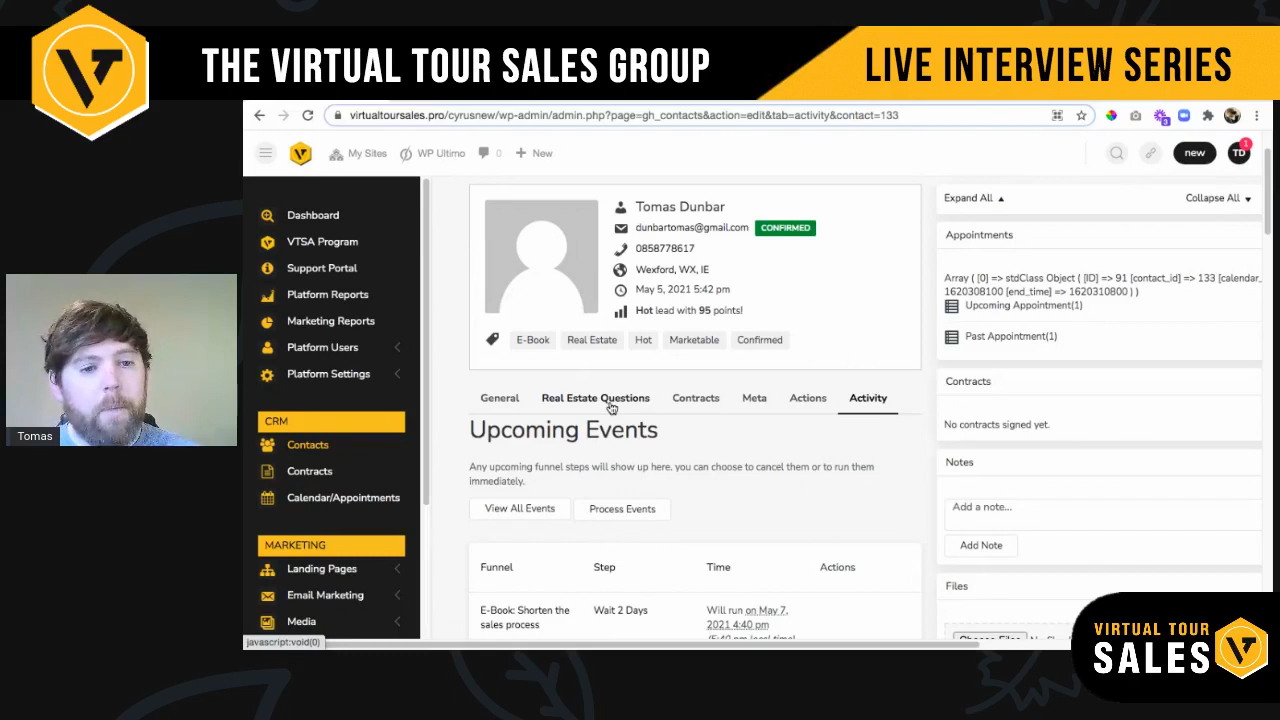 THE VIRTUAL TOUR SALES GROUP
LIVE INTERVIEW SERIES
virtualtoursales.pro/cyrusnew/wp-admin/admin.php?page=gh_contacts&action=edit&tab=activity&contact=133
My Sites
WP Ultimo
0
New
new
TD
1
3
Dashboard
VTSA Program
Support Portal
Platform Reports
Marketing Reports
Platform Users
Platform Settings
CRM
Contacts
Contracts
Calendar/Appointments
MARKETING
Landing Pages
Email Marketing
Media
javascript:void(0)
Tomas Dunbar
dunbartomas@gmail.com CONFIRMED
0858778617
Wexford, WX, IE
May 5, 2021 5:42 pm
Hot lead with 95 points!
E-Book Real Estate Hot Marketable Confirmed
General Real Estate Questions Contracts Meta Actions Activity
Upcoming Events
Any upcoming funnel steps will show up here, you can choose to cancel them or to run them
immediately.
View All Events Process Events
Funnel Step Time Actions
E-Book: Shorten the
sales process
Wait 2 Days
Will run on May 7,
2021 4:40 pm
(5:40 pm local time)
Expand All Collapse All
Appointments
Array ( [0] => stdClass Object ( [ID] => 91 [contact_id] => 133 [calendar_
1620308100 [end_time] => 1620310800 ) )
Upcoming Appointment(1)
Past Appointment(1)
Contracts
No contracts signed yet.
Notes
Add a note...
Add Note
Files
Choose Files
Tomas
VIRTUAL TOUR
SALES